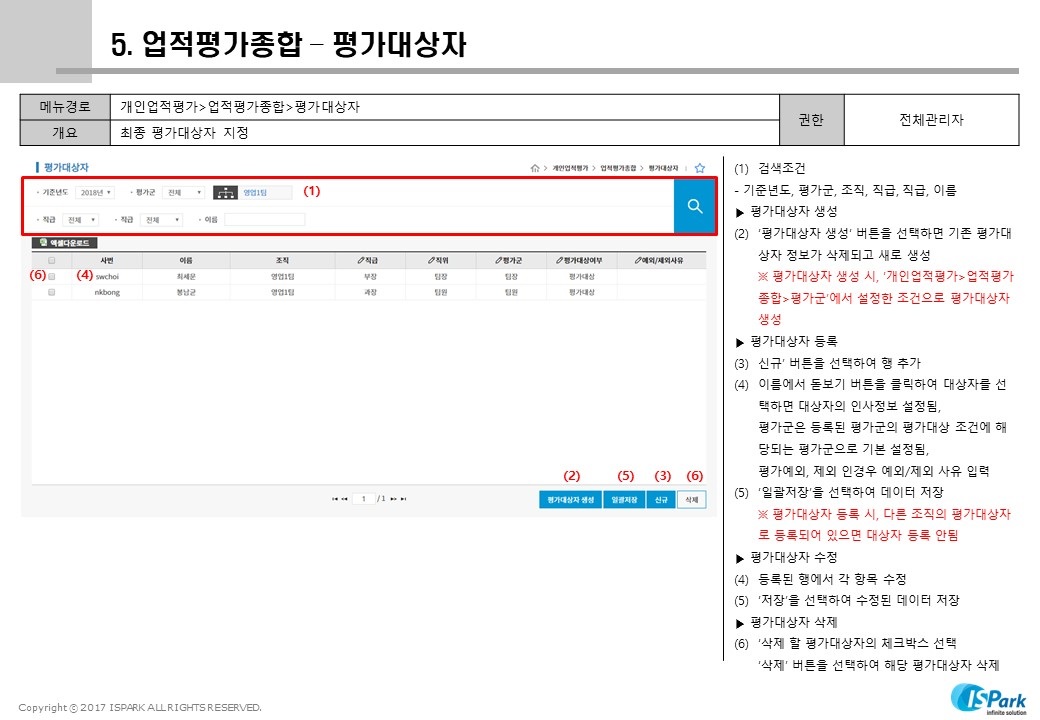 5. 업적평가종합 – 평가대상자
메뉴경로 개인업적평가>업적평가종합>평가대상자
개요 최종 평가대상자 지정
권한 전체관리자
평가대상자
개인업적평가 > 업적평가종합 > 평가대상자
· 기준년도 2018년 · 평가군 전체 영업1팀 (1)
· 직급 전체 · 직급 전체 · 이름
엑셀다운로드
사번 이름 조직 직급 직위 평가군 평가대상여부 예외/제외사유
(6) (4) swchoi 최세운 영업1팀 부장 팀장 팀장 평가대상
nkbong 봉남균 영업1팀 과장 팀원 팀원 평가대상
(2) (5) (3) (6)
1 / 1
평가대상자 생성 일괄저장 신규 삭제
(1) 검색조건
- 기준년도, 평가군, 조직, 직급, 직급, 이름
▶ 평가대상자 생성
(2) ‘평가대상자 생성’ 버튼을 선택하면 기존 평가대
상자 정보가 삭제되고 새로 생성
※ 평가대상자 생성 시, ‘개인업적평가>업적평가
종합>평가군’에서 설정한 조건으로 평가대상자
생성
▶ 평가대상자 등록
(3) 신규’ 버튼을 선택하여 행 추가
(4) 이름에서 돋보기 버튼을 클릭하여 대상자를 선
택하면 대상자의 인사정보 설정됨,
평가군은 등록된 평가군의 평가대상 조건에 해
당되는 평가군으로 기본 설정됨,
평가예외, 제외 인경우 예외/제외 사유 입력
(5) ‘일괄저장’을 선택하여 데이터 저장
※ 평가대상자 등록 시, 다른 조직의 평가대상자
로 등록되어 있으면 대상자 등록 안됨
▶ 평가대상자 수정
(4) 등록된 행에서 각 항목 수정
(5) ‘저장’을 선택하여 수정된 데이터 저장
▶ 평가대상자 삭제
(6) ‘삭제 할 평가대상자의 체크박스 선택
‘삭제’ 버튼을 선택하여 해당 평가대상자 삭제
Copyright ⓒ 2017 ISPARK ALL RIGHTS RESERVED.
ISPark
infinite solution